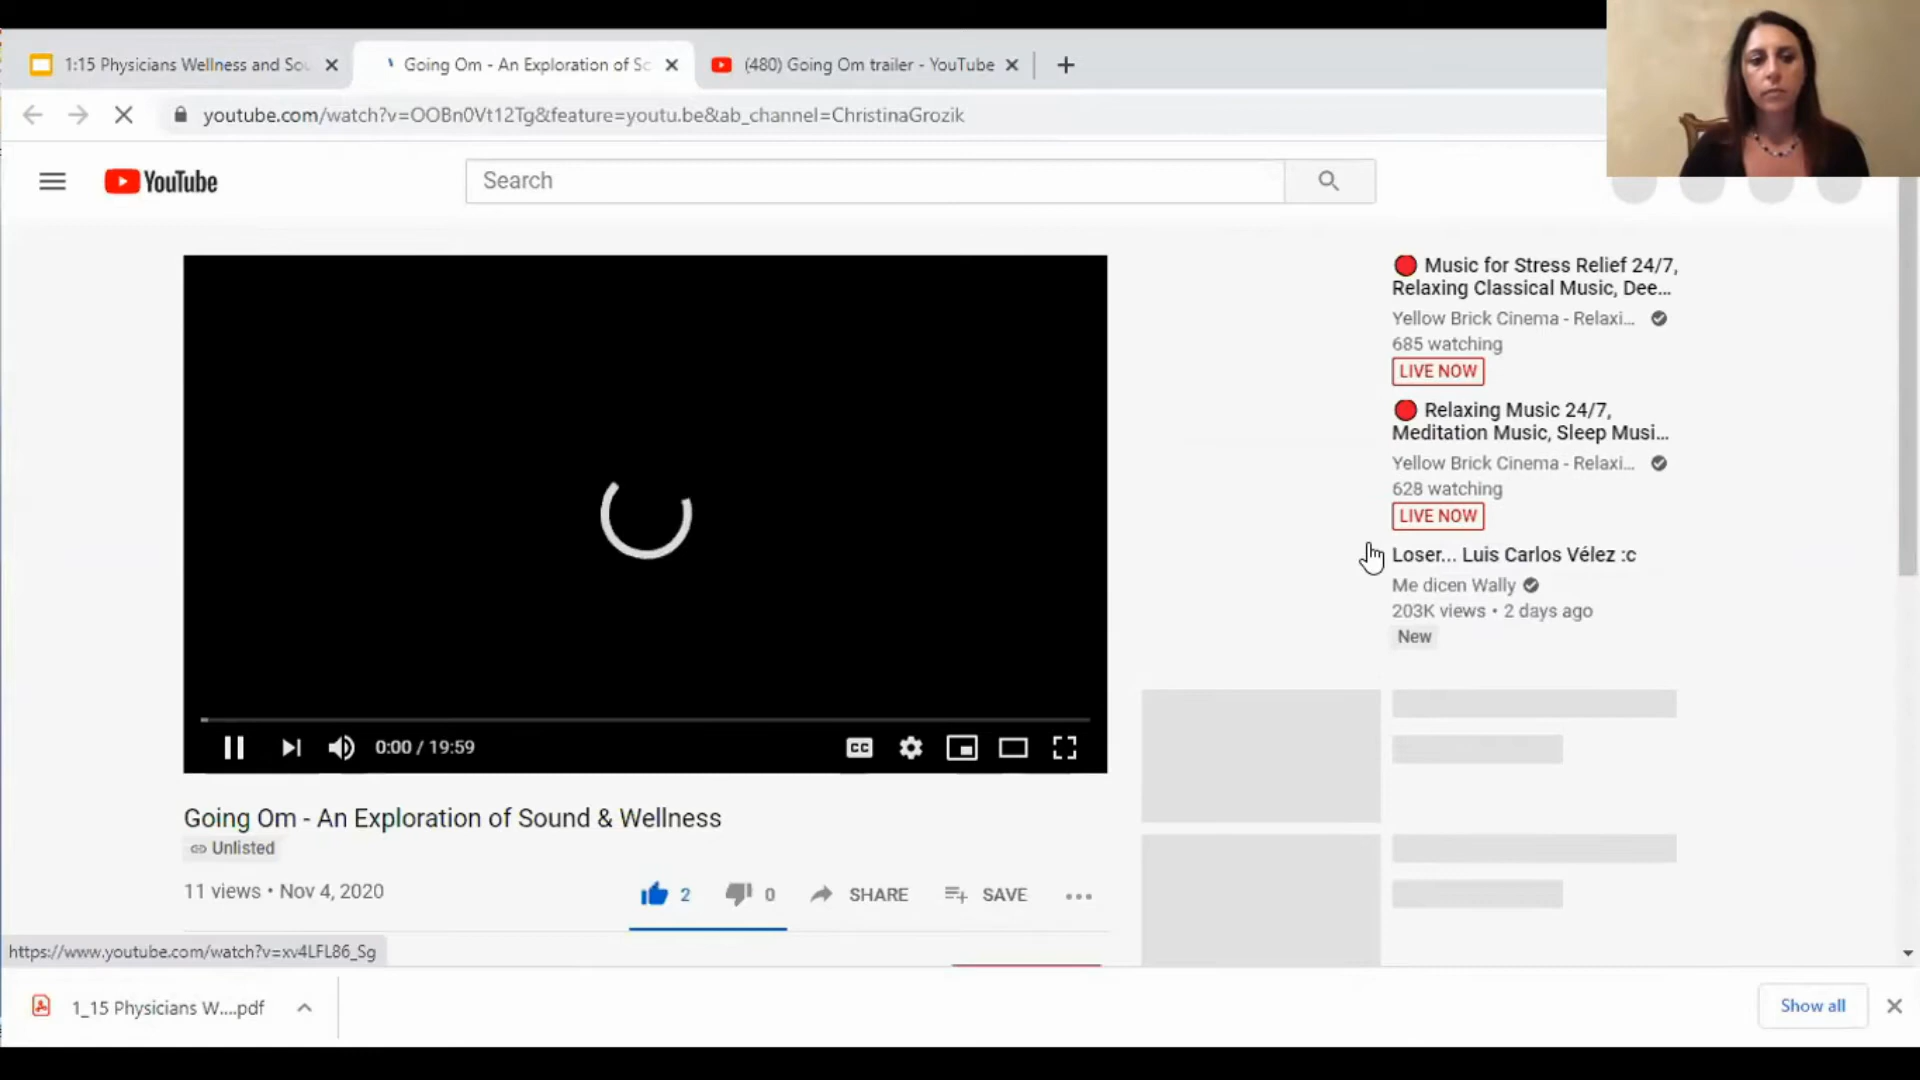 1:15 Physicians Wellness and Sou
Going Om - An Exploration of Sc
(480) Going Om trailer - YouTube
youtube.com/watch?v=OOBn0Vt12Tg&feature=youtu.be&ab_channel=ChristinaGrozik
YouTube
Search
Music for Stress Relief 24/7,
Relaxing Classical Music, Dee...
Yellow Brick Cinema - Relaxi...
685 watching
LIVE NOW
Relaxing Music 24/7,
Meditation Music, Sleep Musi...
Yellow Brick Cinema - Relaxi...
628 watching
LIVE NOW
Loser... Luis Carlos Vélez :c
Me dicen Wally
203K views • 2 days ago
New
0:00 / 19:59
CC
Going Om - An Exploration of Sound & Wellness
Unlisted
11 views • Nov 4, 2020
2
0
SHARE
SAVE
https://www.youtube.com/watch?v=xv4LFL86_Sg
1_15 Physicians W....pdf
Show all